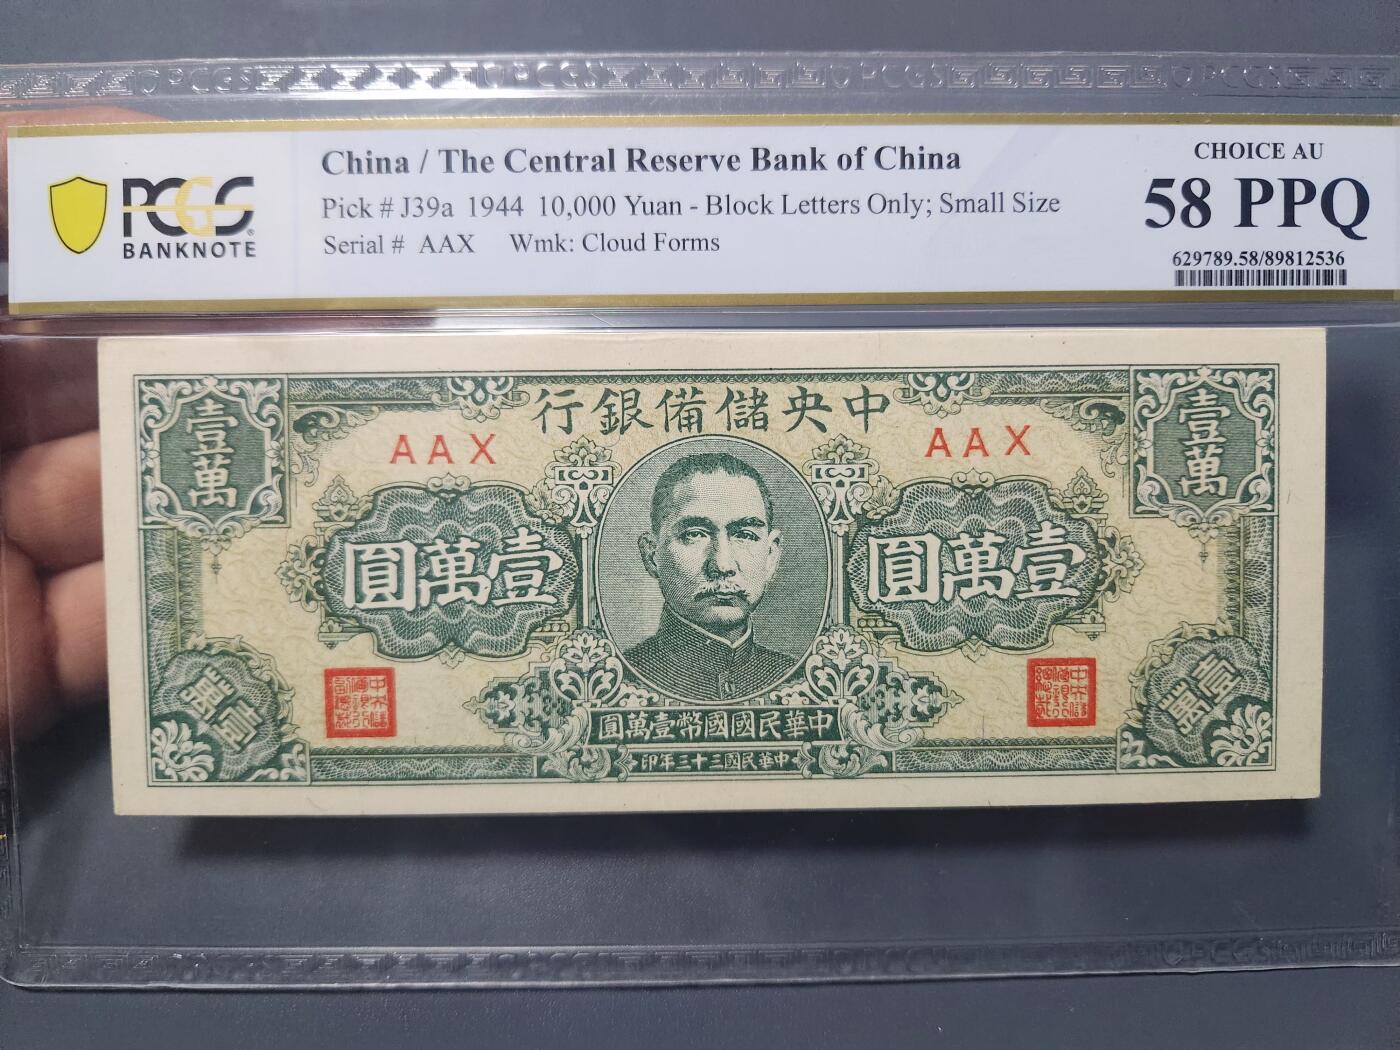 China / The Central Reserve Bank of China
Pick # J39a 1944 10,000 Yuan - Block Letters Only; Small Size
Serial # AAX Wmk: Cloud Forms
CHOICE AU
58 PPQ
629789.58/89812536
PCGS
BANKNOTE
行銀備儲央中
壹萬
壹萬
AAX
AAX
圓萬壹
圓萬壹
圓萬壹幣國國民華中
印年三十三國民華中
萬壹
萬壹